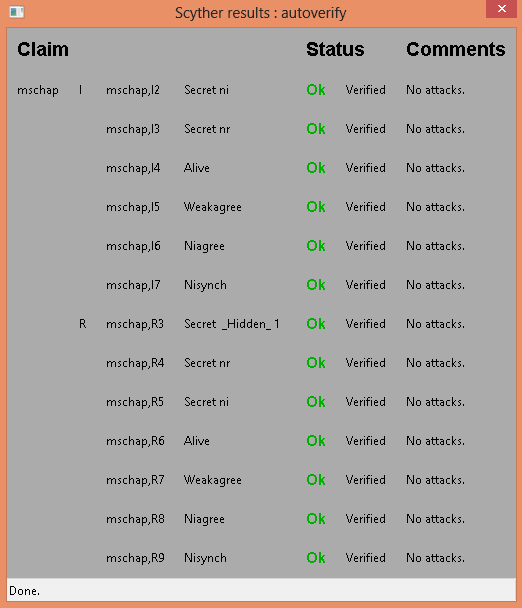 Scyther results : autoverify
Claim Status Comments
mschap I mschap,I2 Secret ni Ok Verified No attacks.
mschap,I3 Secret nr Ok Verified No attacks.
mschap,I4 Alive Ok Verified No attacks.
mschap,I5 Weakagree Ok Verified No attacks.
mschap,I6 Niagree Ok Verified No attacks.
mschap,I7 Nisynch Ok Verified No attacks.
R mschap,R3 Secret _Hidden_ 1 Ok Verified No attacks.
mschap,R4 Secret nr Ok Verified No attacks.
mschap,R5 Secret ni Ok Verified No attacks.
mschap,R6 Alive Ok Verified No attacks.
mschap,R7 Weakagree Ok Verified No attacks.
mschap,R8 Niagree Ok Verified No attacks.
mschap,R9 Nisynch Ok Verified No attacks.
Done.